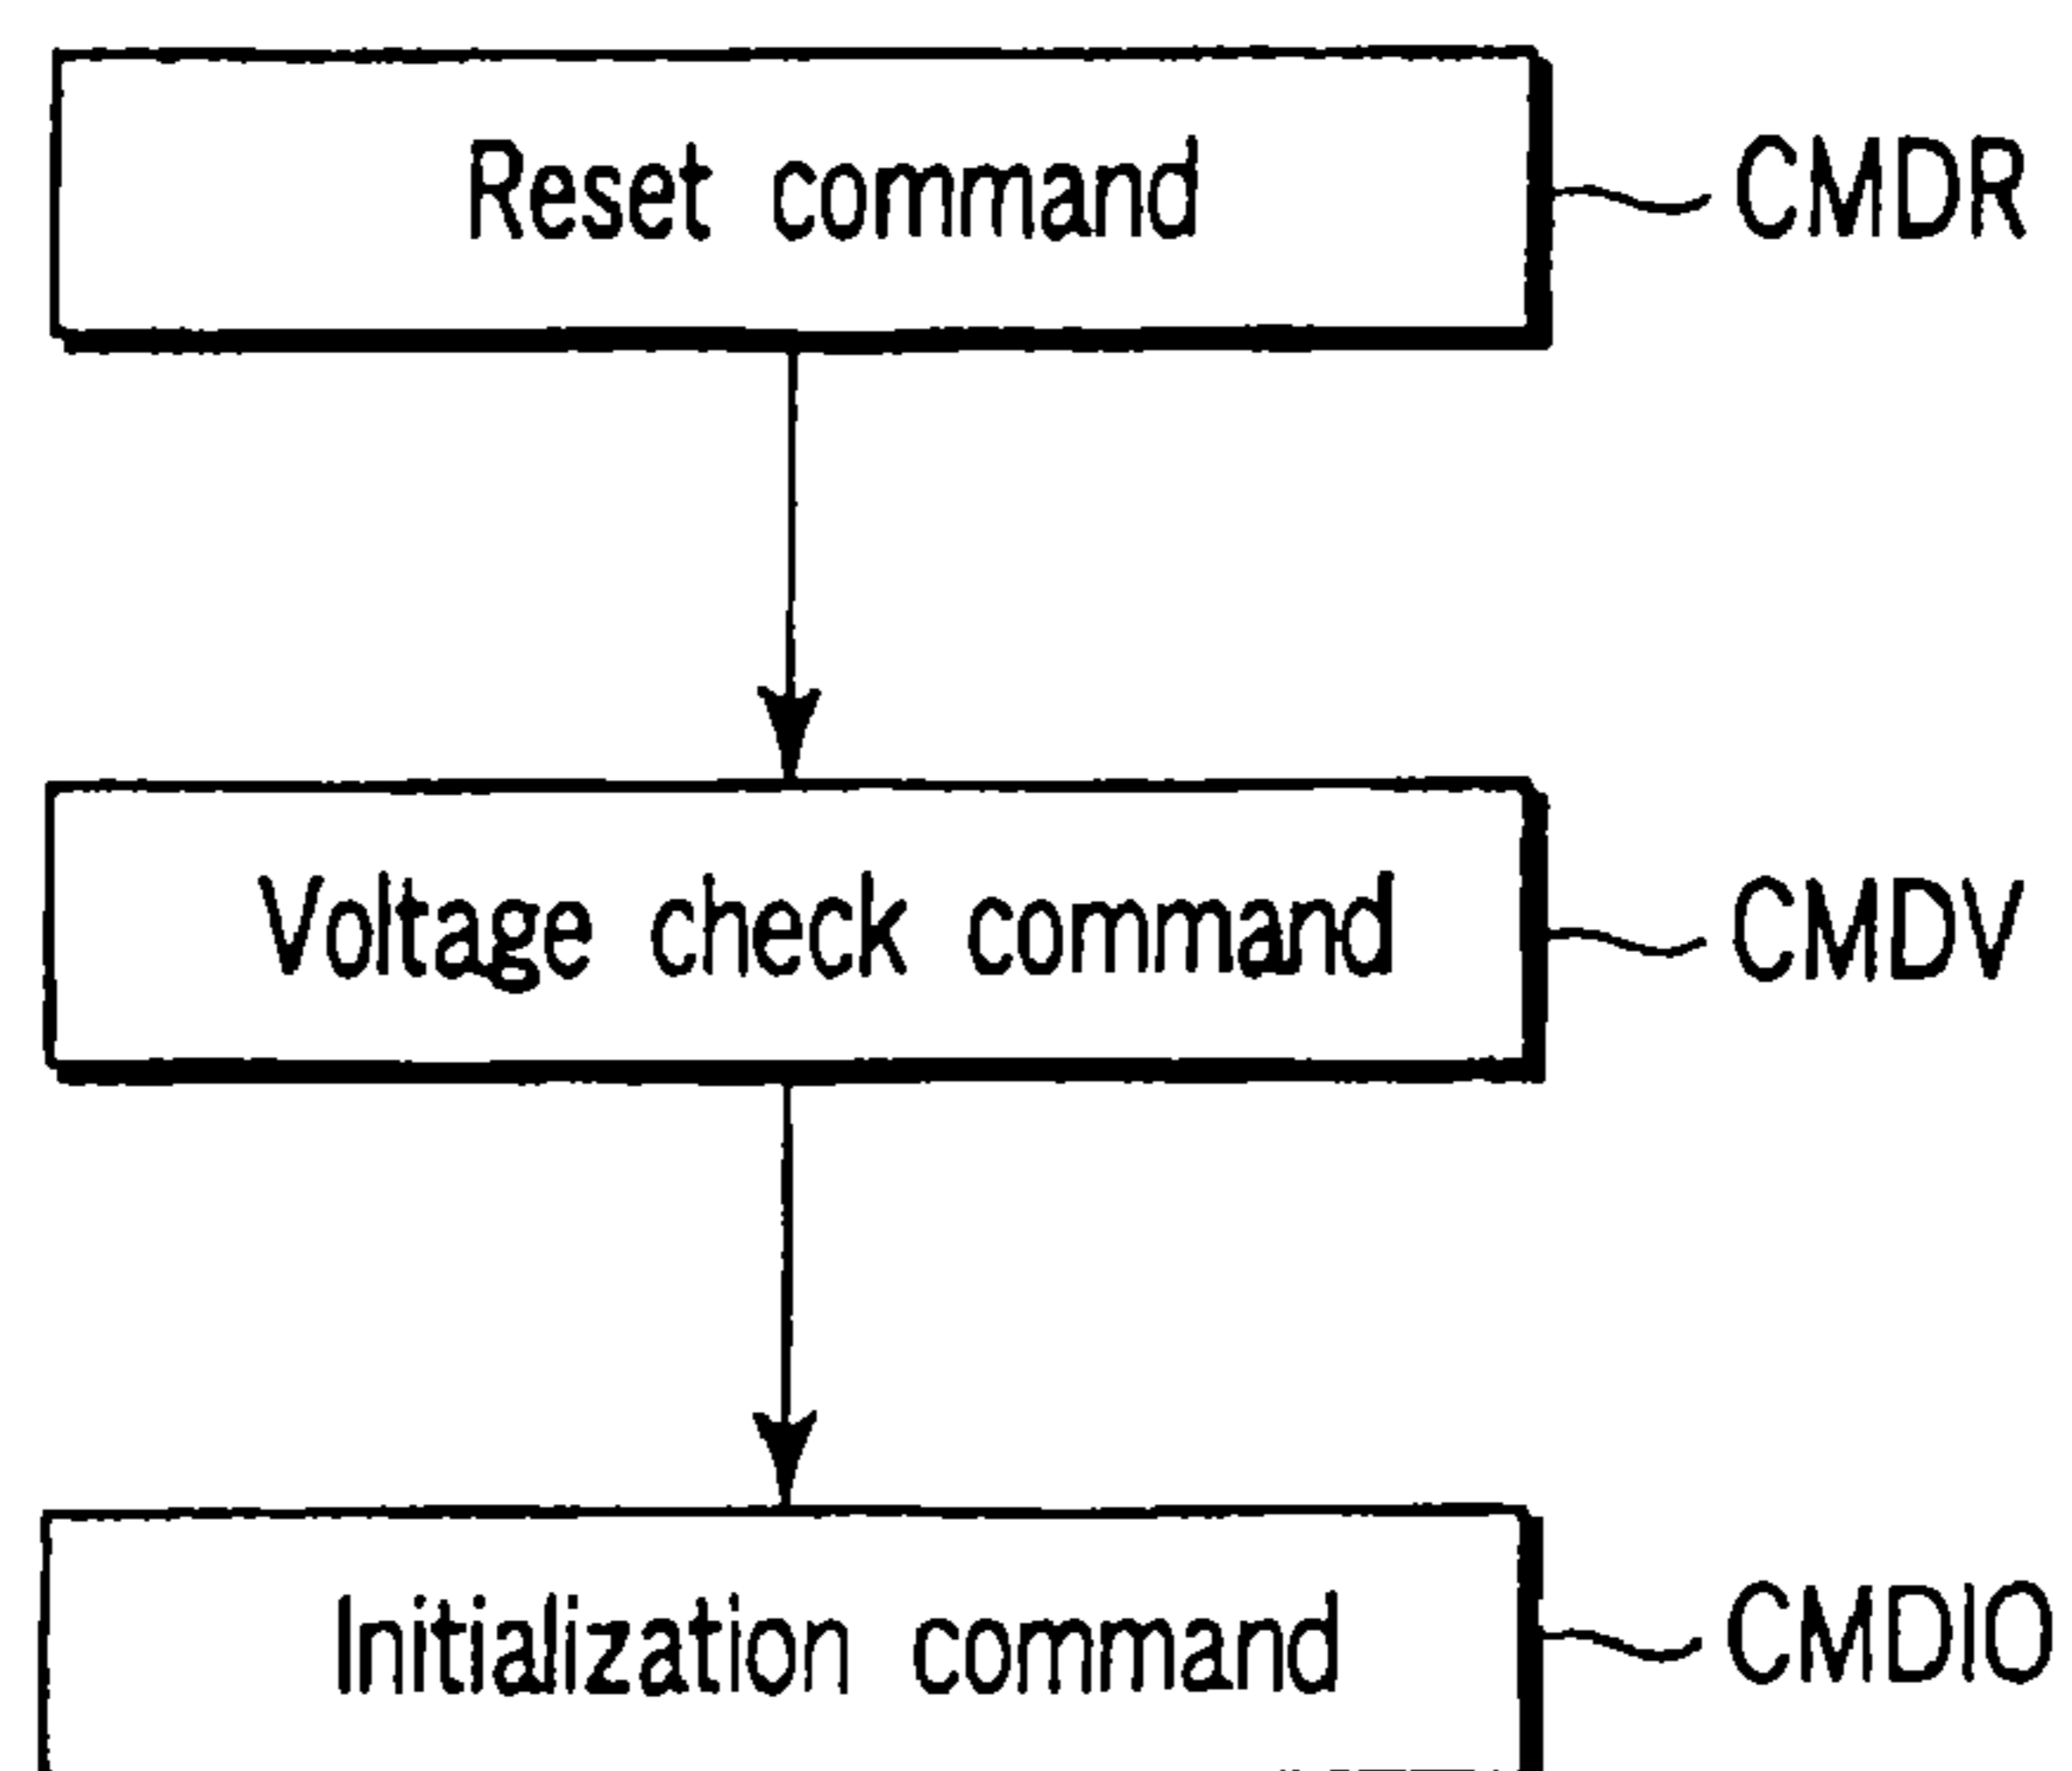 Reset command CMDR
Voltage check command CMDV
Initialization command CMDIO